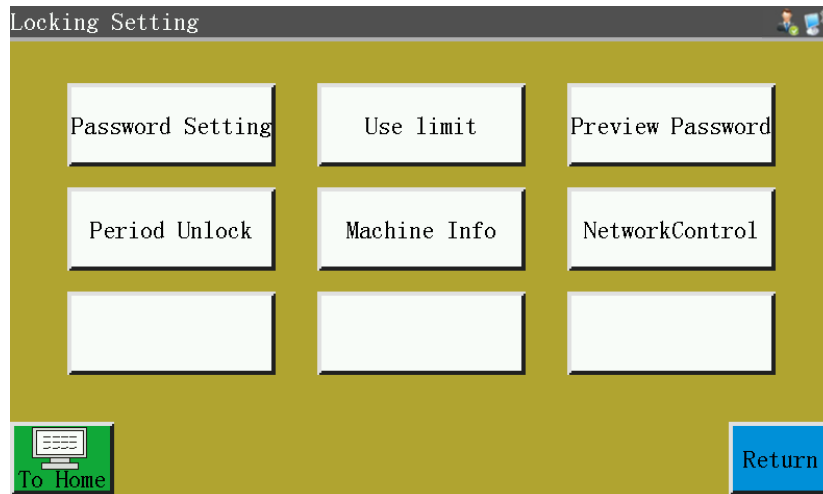 Locking Setting
Password Setting
Use limit
Preview Password
Period Unlock
Machine Info
NetworkControl
To Home
Return